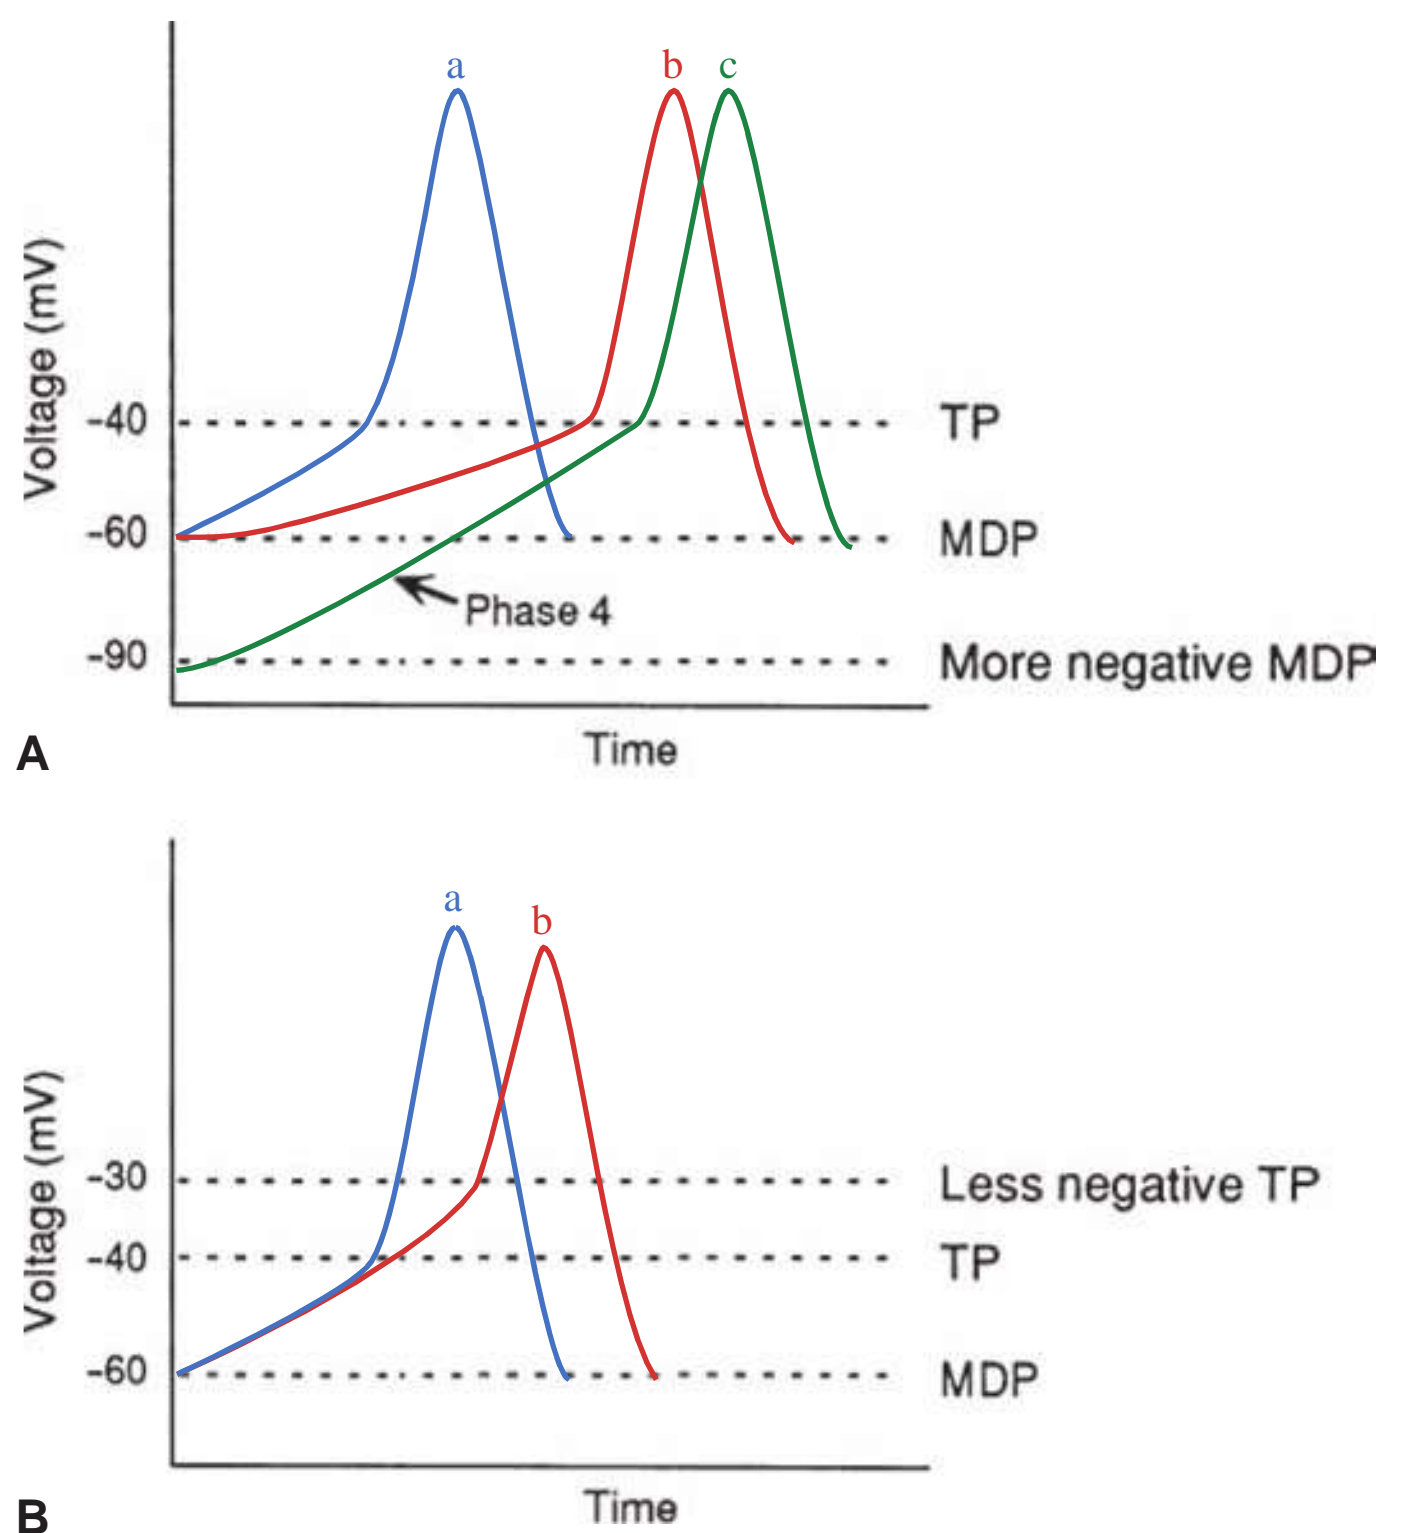 a
b
c
Voltage (mV)
-40
TP
-60
MDP
Phase 4
-90
More negative MDP
Time
A
a
b
Voltage (mV)
-30
Less negative TP
-40
TP
-60
MDP
Time
B